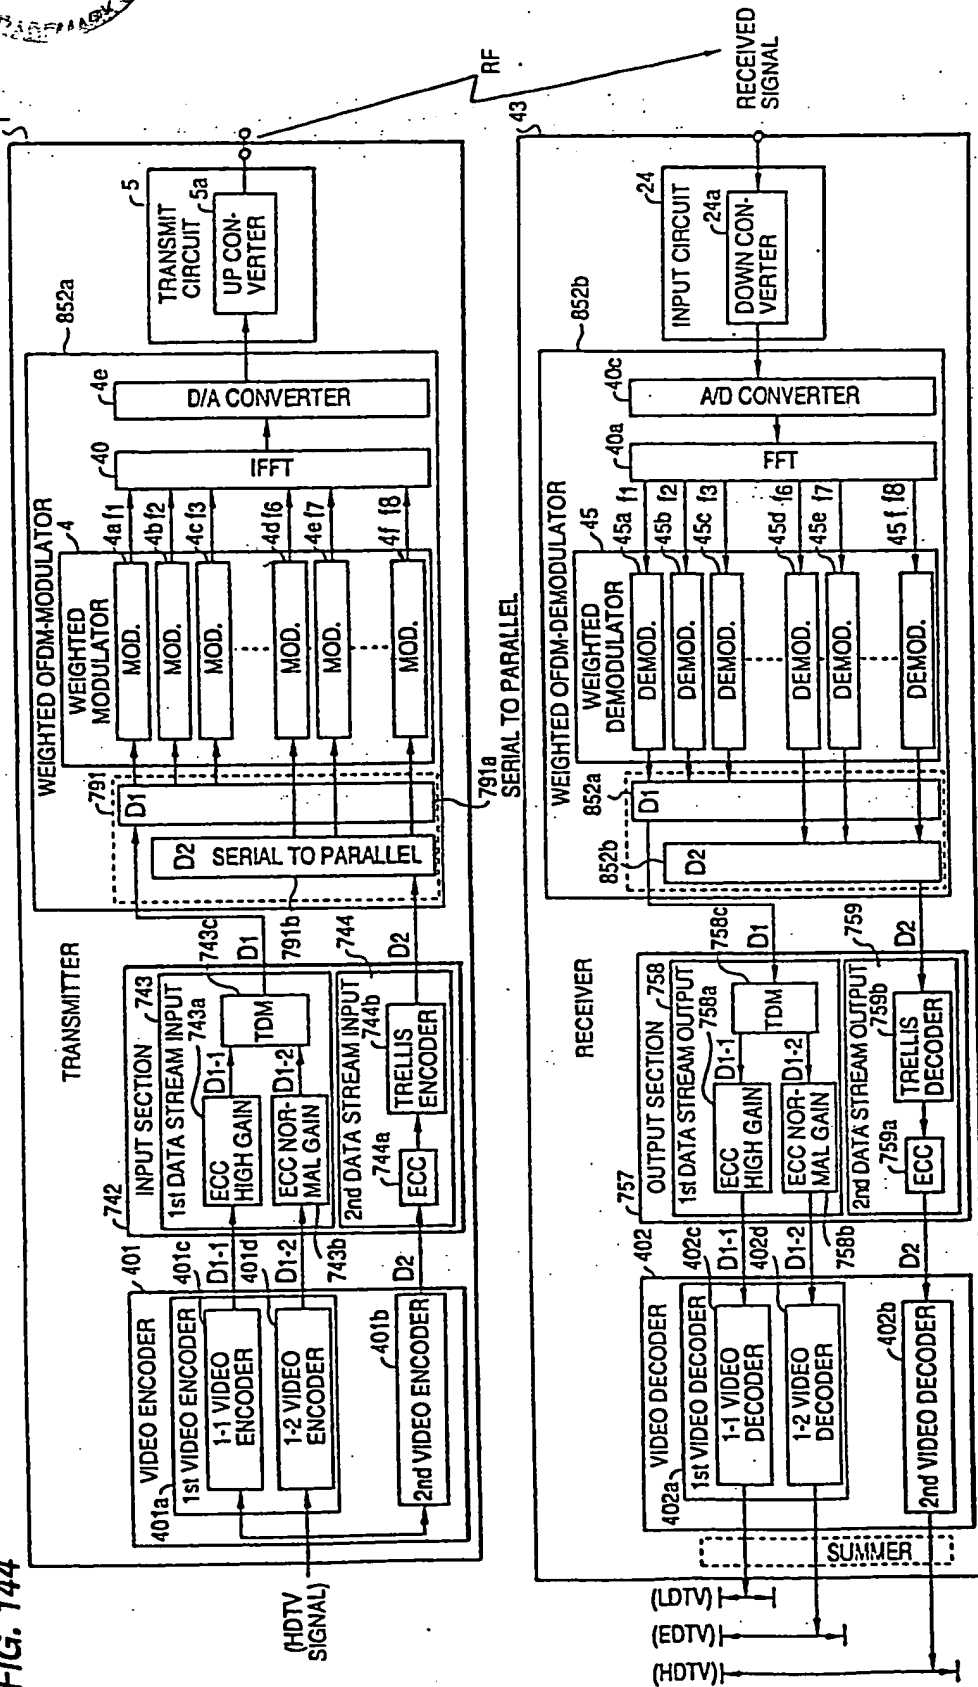 FIG. 144
TRADEMARK
1
TRANSMITTER
(HDTV
SIGNAL)
401
VIDEO ENCODER
401a
1st VIDEO ENCODER
401c
1-1 VIDEO
ENCODER
401d
1-2 VIDEO
ENCODER
401b
2nd VIDEO ENCODER
D1-1
D1-2
D2
742
INPUT SECTION
743
1st DATA STREAM INPUT
743a
ECC
HIGH GAIN
D1-1
743b
ECC NOR-
MAL GAIN
D1-2
743c
TDM
D1
744
2nd DATA STREAM INPUT
744a
ECC
744b
TRELLIS
ENCODER
D2
852a
WEIGHTED OFDM-MODULATOR
791
D1
791a
SERIAL TO PARALLEL
791b
D2
SERIAL TO PARALLEL
4
WEIGHTED
MODULATOR
MOD.
4a
f1
MOD.
4b
f2
MOD.
4c
f3
MOD.
4d
f6
MOD.
4e
f7
MOD.
4f
f8
40
IFFT
4e
D/A CONVERTER
5
TRANSMIT
CIRCUIT
5a
UP CON-
VERTER
RF
RECEIVED
SIGNAL
43
RECEIVER
24
INPUT CIRCUIT
24a
DOWN CON-
VERTER
852b
WEIGHTED OFDM-DEMODULATOR
40c
A/D CONVERTER
40a
FFT
45
WEIGHTED
DEMODULATOR
DEMOD.
45a
f1
DEMOD.
45b
f2
DEMOD.
45c
f3
DEMOD.
45d
f6
DEMOD.
45e
f7
DEMOD.
45f
f8
852a
D1
852b
D2
D1
D2
757
OUTPUT SECTION
758
1st DATA STREAM OUTPUT
758c
TDM
758a
ECC
HIGH GAIN
D1-1
758b
ECC NOR-
MAL GAIN
D1-2
759
2nd DATA STREAM OUTPUT
759b
TRELLIS
DECODER
759a
ECC
D1-1
D1-2
D2
402
VIDEO DECODER
402a
1st VIDEO DECODER
402c
1-1 VIDEO
DECODER
402d
1-2 VIDEO
DECODER
402b
2nd VIDEO DECODER
SUMMER
(LDTV)
(EDTV)
(HDTV)